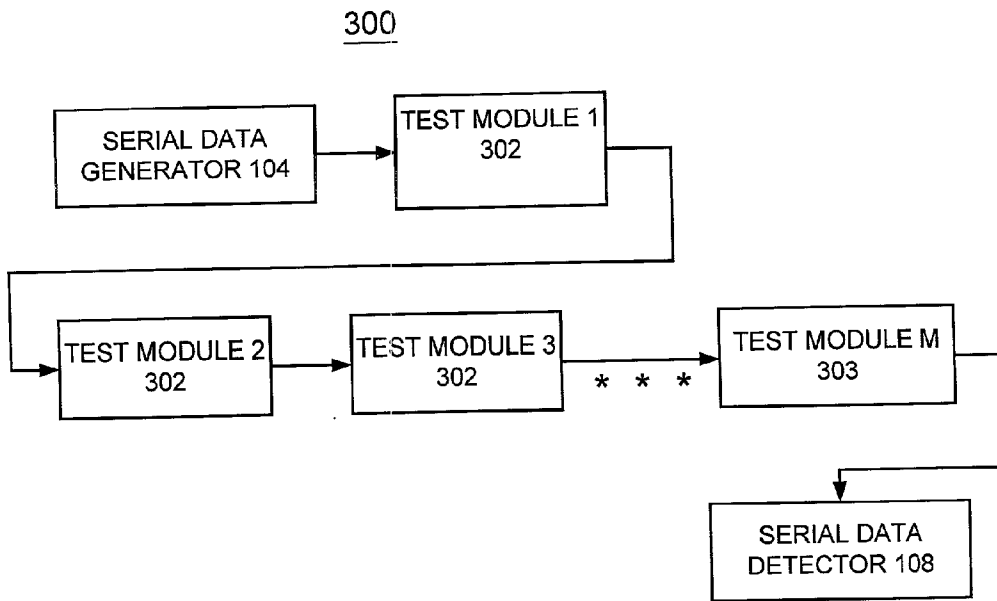 300
SERIAL DATA
GENERATOR 104
TEST MODULE 1
302
TEST MODULE 2
302
TEST MODULE 3
302
* * *
TEST MODULE M
303
SERIAL DATA
DETECTOR 108